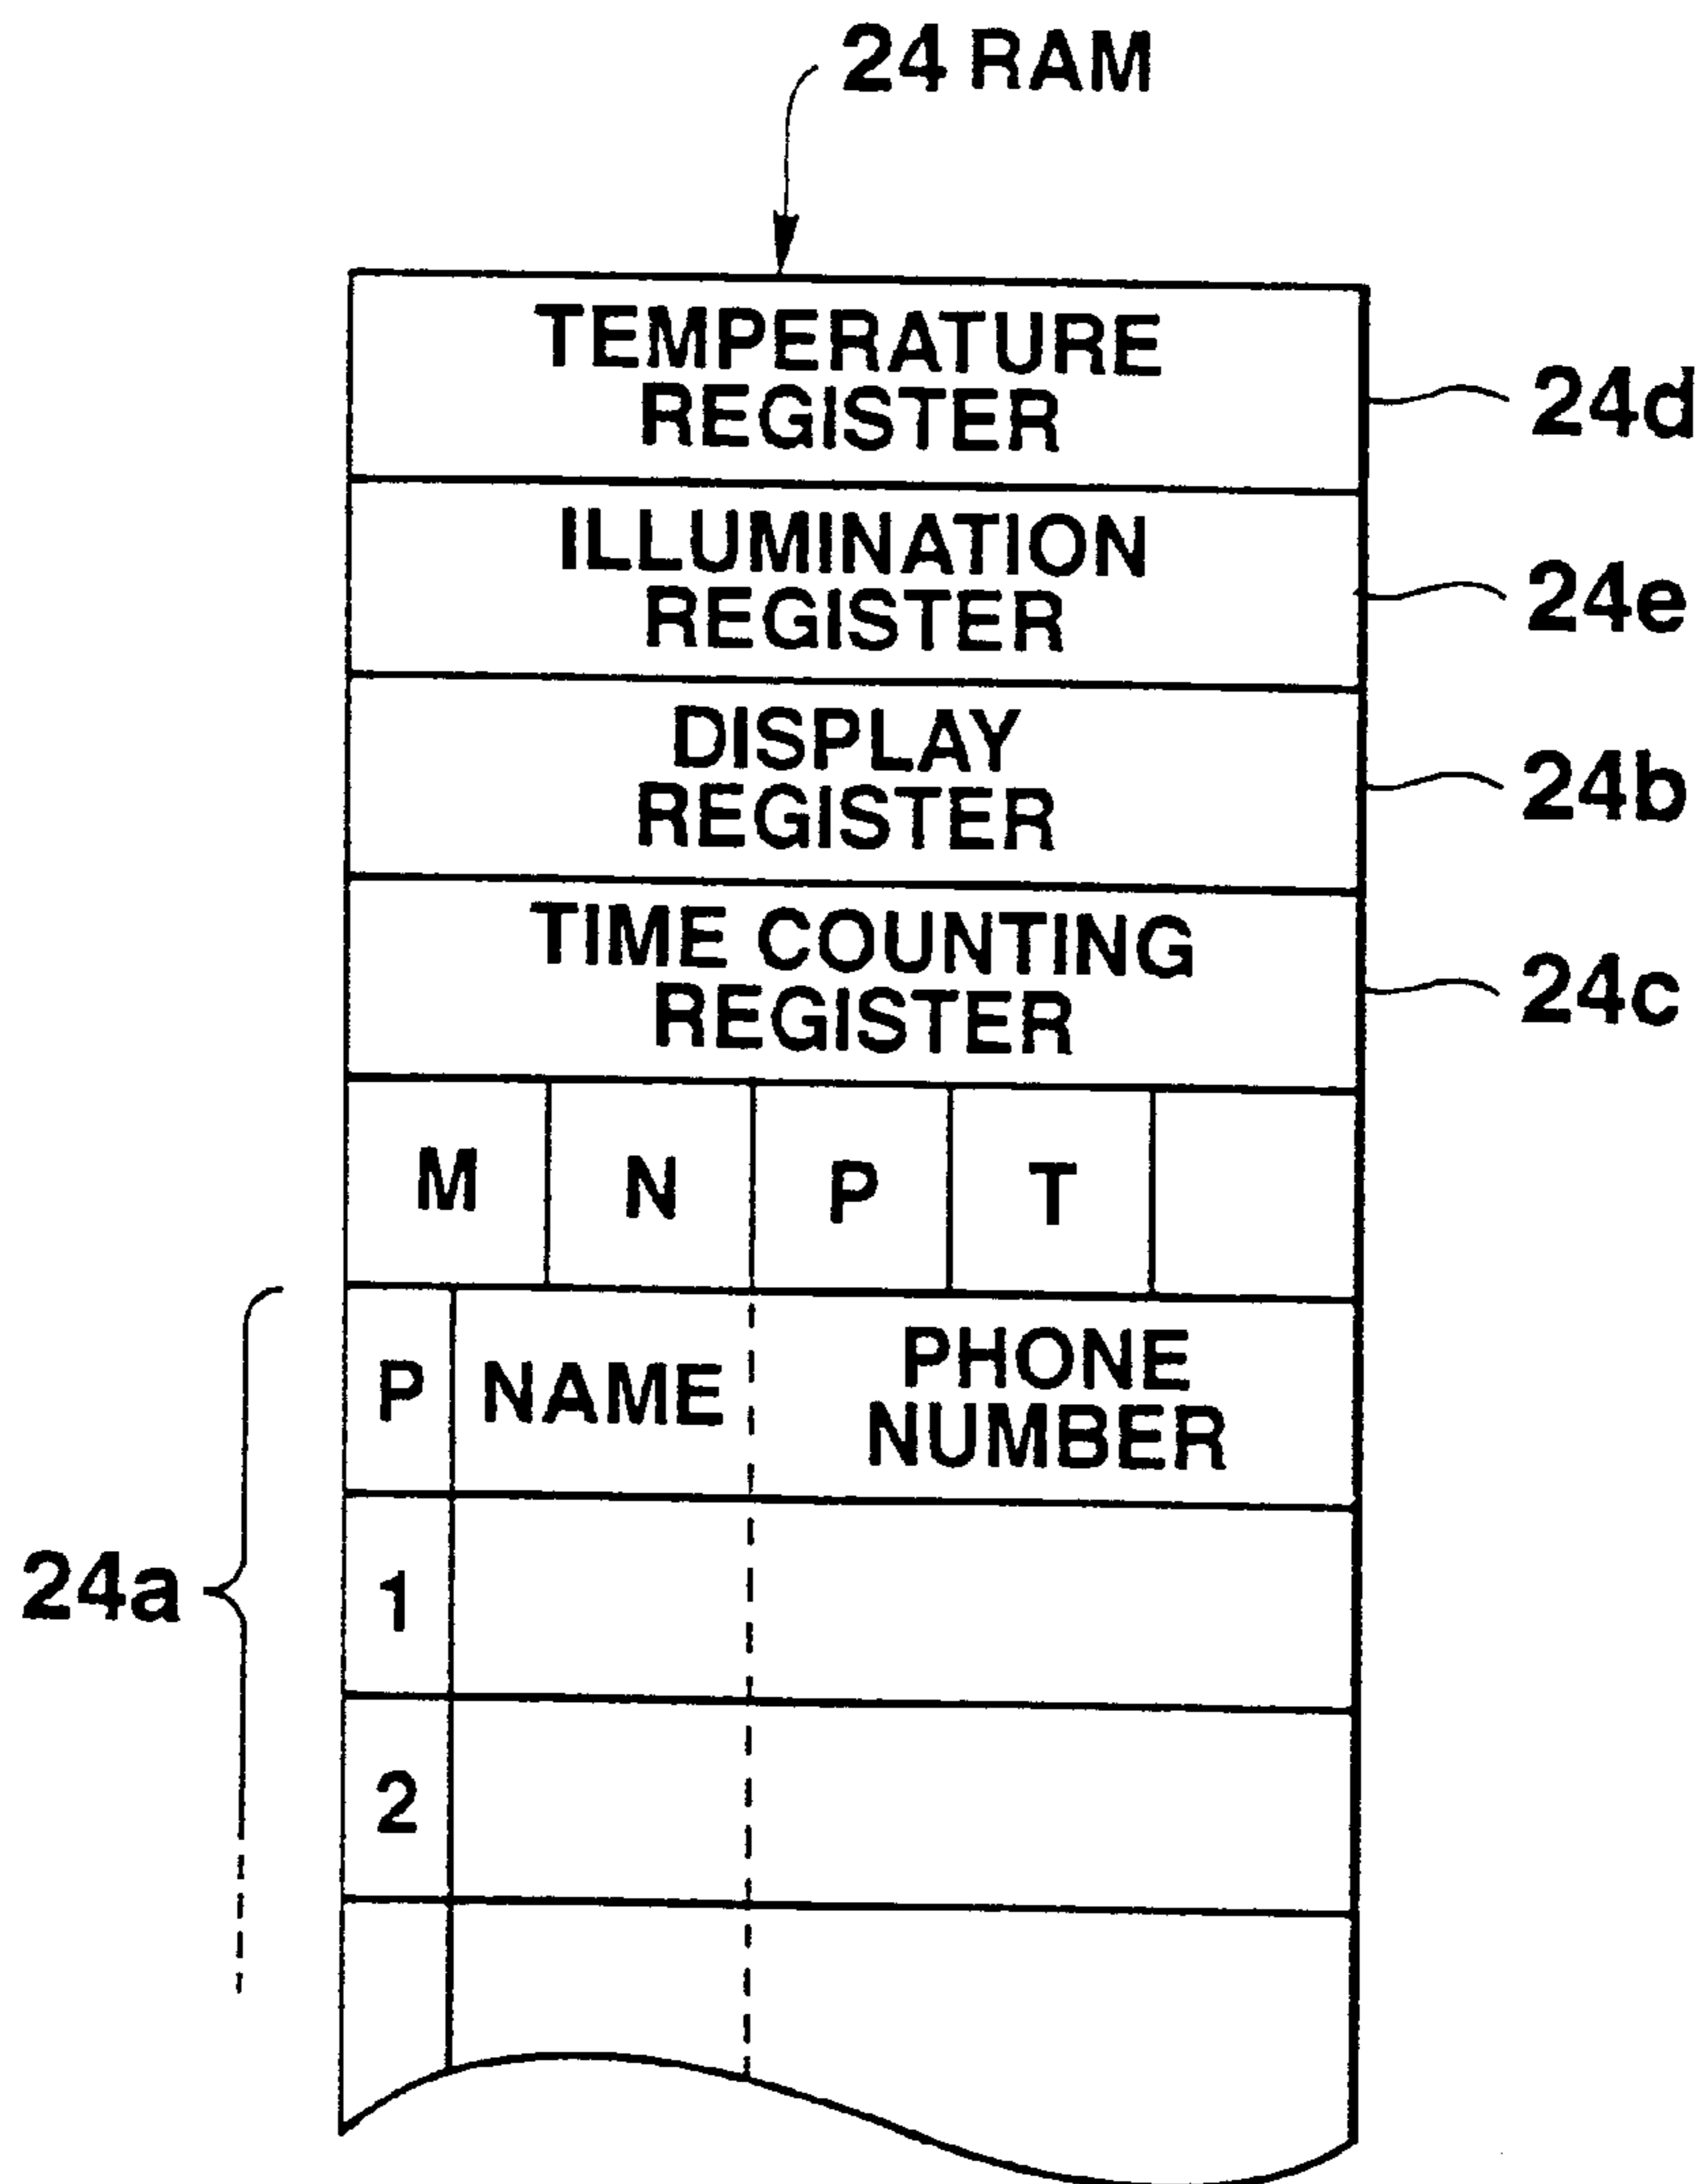 24 RAM
TEMPERATURE
REGISTER
24d
ILLUMINATION
REGISTER
24e
DISPLAY
REGISTER
24b
TIME COUNTING
REGISTER
24c
M N P T
P NAME PHONE
NUMBER
24a
1
2